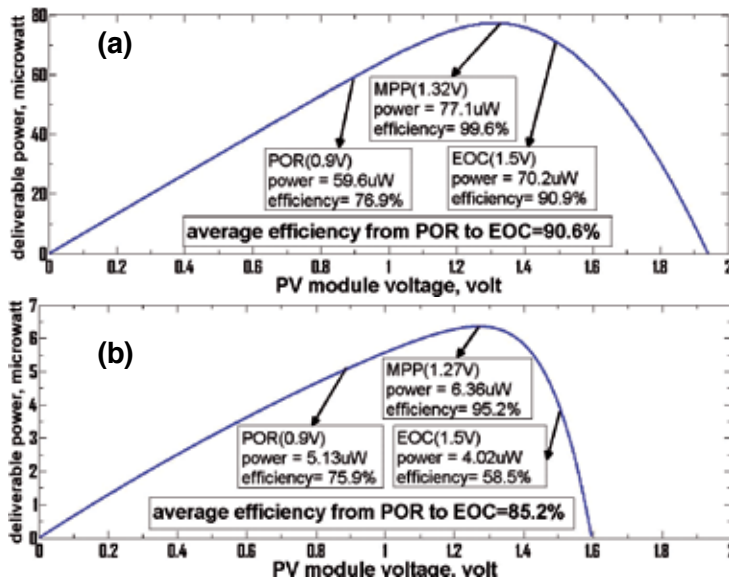 (a)
deliverable power, microwatt
80
60
40
20
0
MPP(1.32V)
power = 77.1uW
efficiency= 99.6%
POR(0.9V)
power = 59.6uW
efficiency= 76.9%
EOC(1.5V)
power = 70.2uW
efficiency= 90.9%
average efficiency from POR to EOC=90.6%
0 0.2 0.4 0.6 0.8 1 1.2 1.4 1.6 1.8 2
PV module voltage, volt
(b)
deliverable power, microwatt
7
6
5
4
3
2
1
0
MPP(1.27V)
power = 6.36uW
efficiency= 95.2%
POR(0.9V)
power = 5.13uW
efficiency= 75.9%
EOC(1.5V)
power = 4.02uW
efficiency= 58.5%
average efficiency from POR to EOC=85.2%
0 0.2 0.4 0.6 0.8 1 1.2 1.4 1.6 1.8 2
PV module voltage, volt